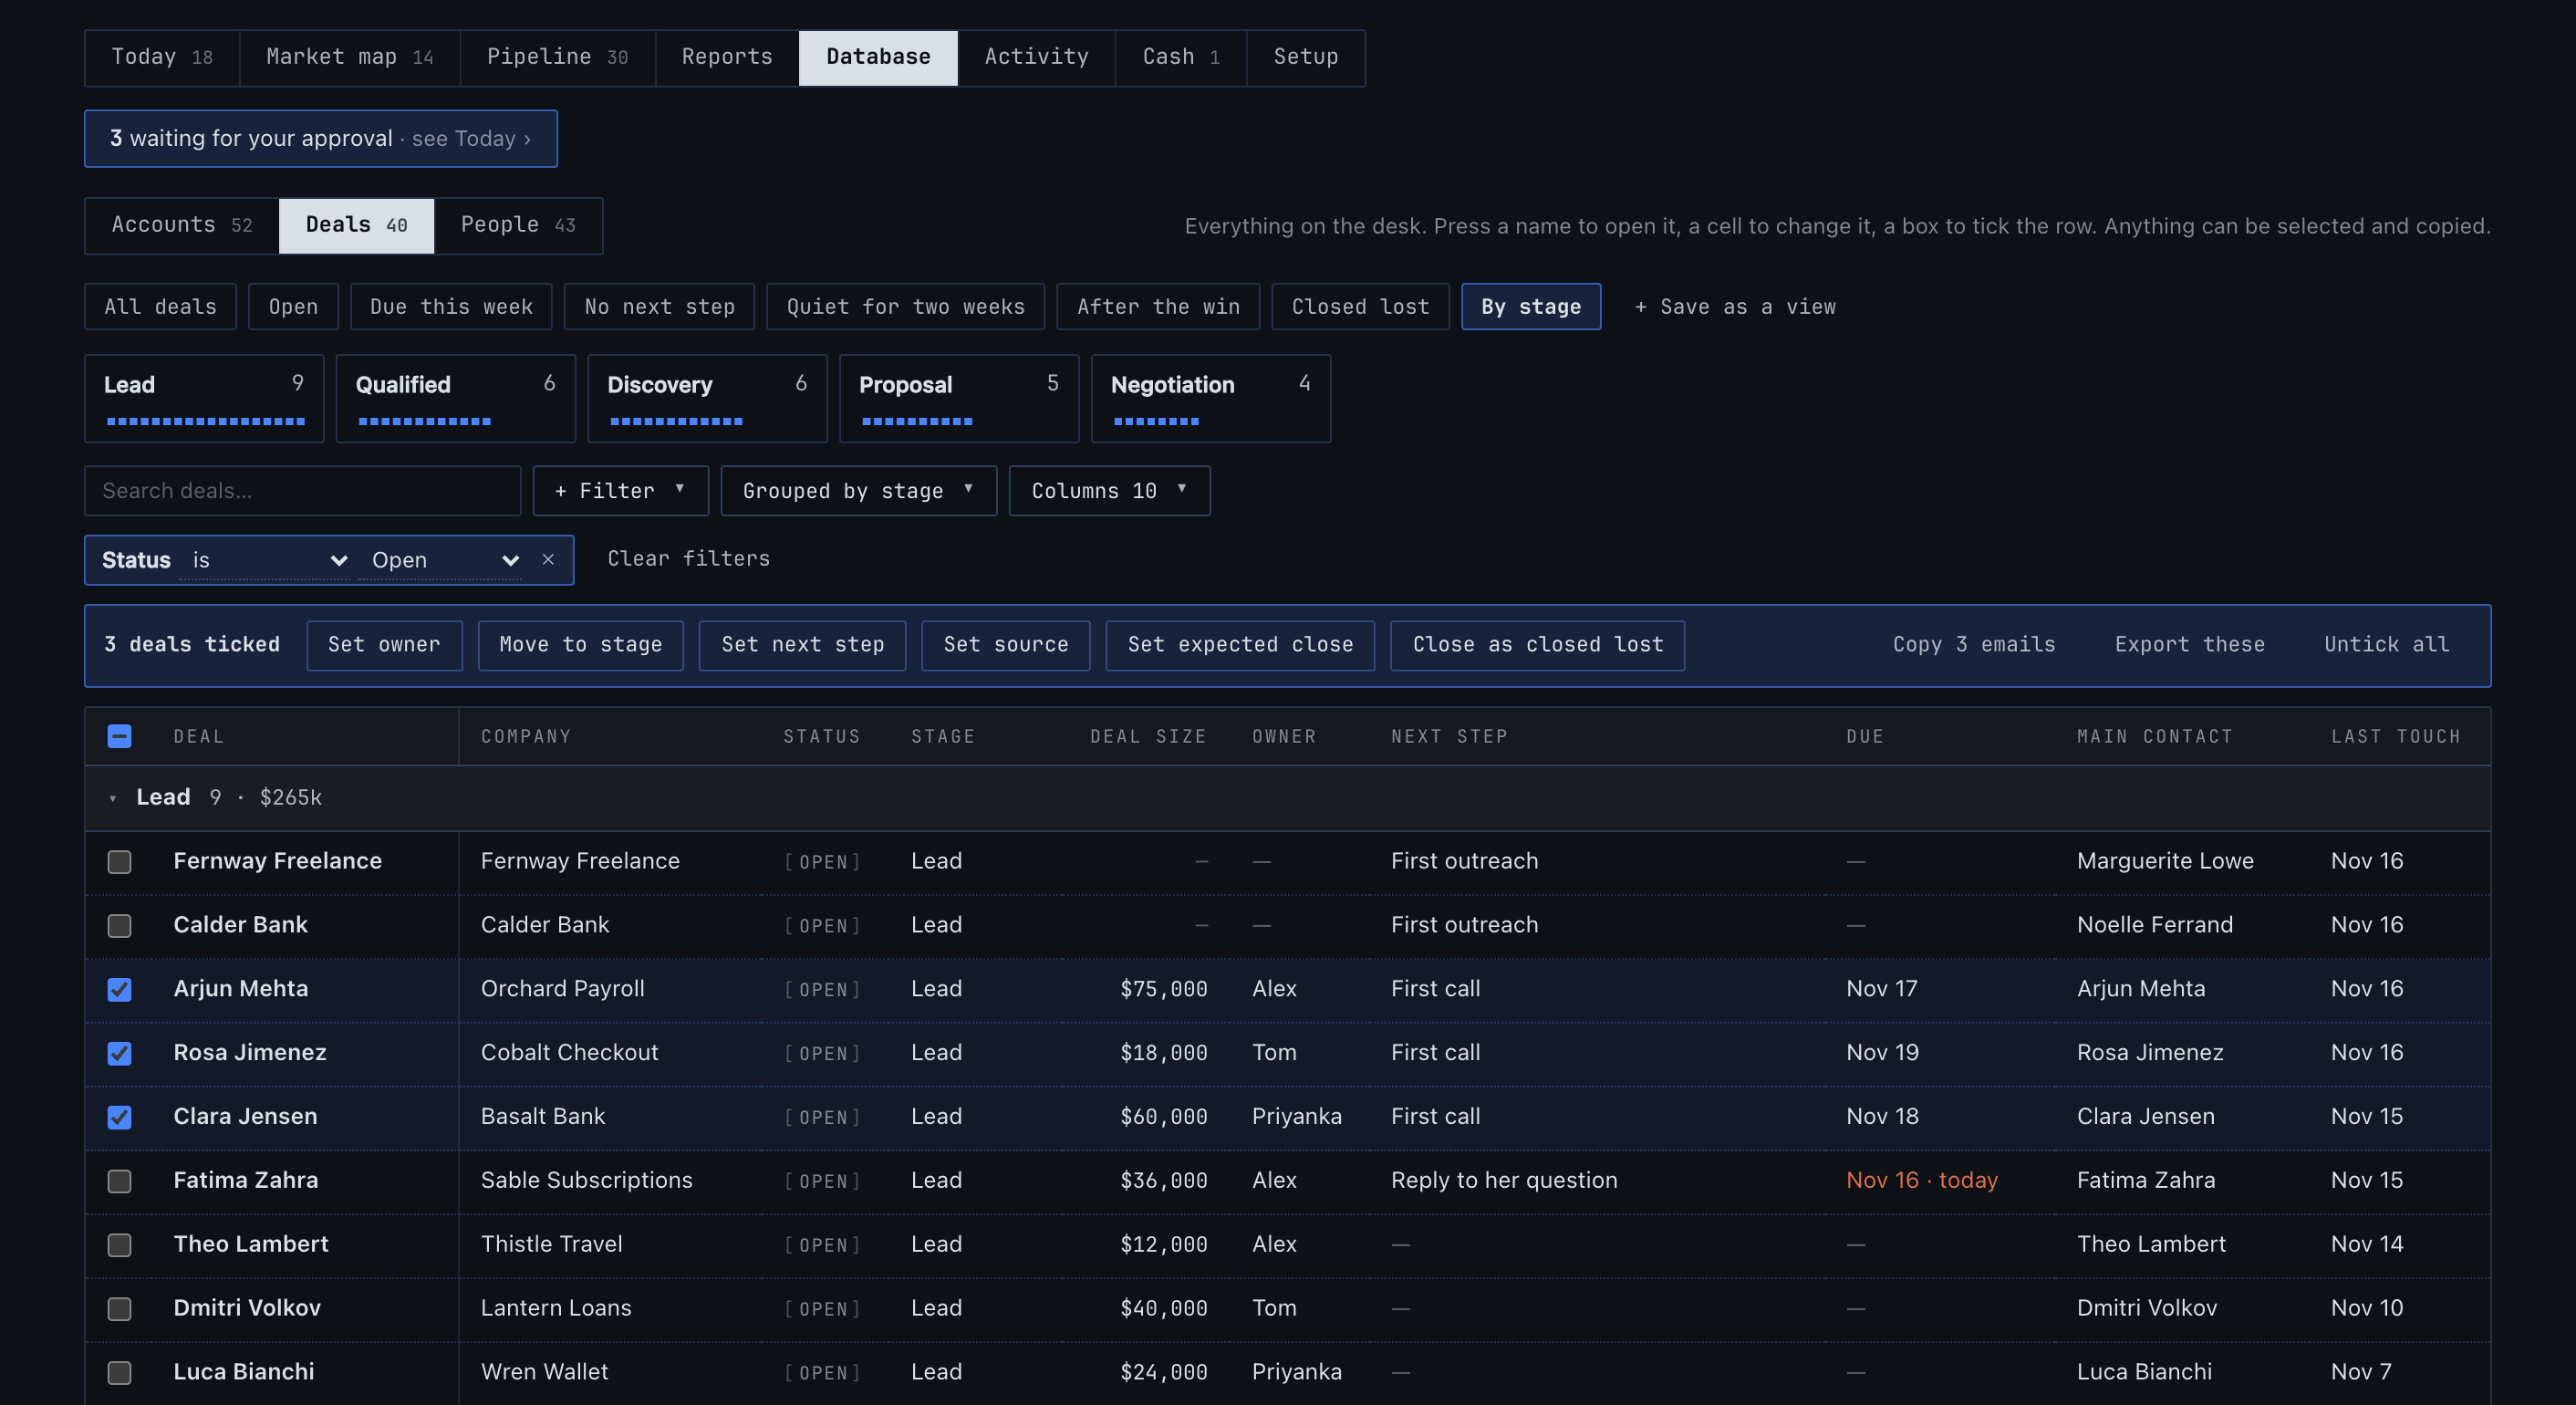 Today 18 Market map 14 Pipeline 30 Reports Database Activity Cash 1 Setup
3 waiting for your approval · see Today ›
Accounts 52 Deals 40 People 43 Everything on the desk. Press a name to open it, a cell to change it, a box to tick the row. Anything can be selected and copied.
All deals Open Due this week No next step Quiet for two weeks After the win Closed lost By stage + Save as a view
Lead 9 Qualified 6 Discovery 6 Proposal 5 Negotiation 4
Search deals... + Filter ▼ Grouped by stage ▼ Columns 10 ▼
Status is Open × Clear filters
3 deals ticked Set owner Move to stage Set next step Set source Set expected close Close as closed lost Copy 3 emails Export these Untick all
DEAL COMPANY STATUS STAGE DEAL SIZE OWNER NEXT STEP DUE MAIN CONTACT LAST TOUCH
▾ Lead 9 · $265k
Fernway Freelance Fernway Freelance [OPEN] Lead — — First outreach — Marguerite Lowe Nov 16
Calder Bank Calder Bank [OPEN] Lead — — First outreach — Noelle Ferrand Nov 16
Arjun Mehta Orchard Payroll [OPEN] Lead $75,000 Alex First call Nov 17 Arjun Mehta Nov 16
Rosa Jimenez Cobalt Checkout [OPEN] Lead $18,000 Tom First call Nov 19 Rosa Jimenez Nov 16
Clara Jensen Basalt Bank [OPEN] Lead $60,000 Priyanka First call Nov 18 Clara Jensen Nov 15
Fatima Zahra Sable Subscriptions [OPEN] Lead $36,000 Alex Reply to her question Nov 16 · today Fatima Zahra Nov 15
Theo Lambert Thistle Travel [OPEN] Lead $12,000 Alex — — Theo Lambert Nov 14
Dmitri Volkov Lantern Loans [OPEN] Lead $40,000 Tom — — Dmitri Volkov Nov 10
Luca Bianchi Wren Wallet [OPEN] Lead $24,000 Priyanka — — Luca Bianchi Nov 7